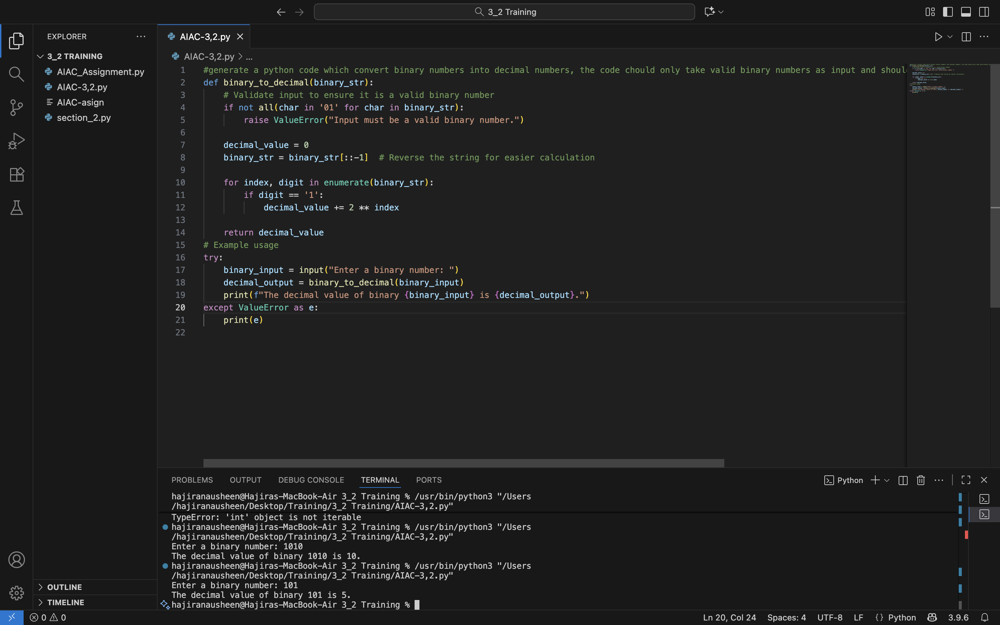 3_2 Training
EXPLORER
3_2 TRAINING
AIAC_Assignment.py
AIAC-3,2.py
AIAC-asign
section_2.py
OUTLINE
TIMELINE
AIAC-3,2.py
AIAC-3,2.py > ...
1 #generate a python code which convert binary numbers into decimal numbers, the code chould only take valid binary numbers as input and shoul
2 def binary_to_decimal(binary_str):
3     # Validate input to ensure it is a valid binary number
4     if not all(char in '01' for char in binary_str):
5         raise ValueError("Input must be a valid binary number.")
6
7     decimal_value = 0
8     binary_str = binary_str[::-1]  # Reverse the string for easier calculation
9
10     for index, digit in enumerate(binary_str):
11         if digit == '1':
12             decimal_value += 2 ** index
13
14     return decimal_value
15 # Example usage
16 try:
17     binary_input = input("Enter a binary number: ")
18     decimal_output = binary_to_decimal(binary_input)
19     print(f"The decimal value of binary {binary_input} is {decimal_output}.")
20 except ValueError as e:
21     print(e)
22
PROBLEMS OUTPUT DEBUG CONSOLE TERMINAL PORTS
Python
hajiranausheen@Hajiras-MacBook-Air 3_2 Training % /usr/bin/python3 "/Users
/hajiranausheen/Desktop/Training/3_2 Training/AIAC-3,2.py"
TypeError: 'int' object is not iterable
hajiranausheen@Hajiras-MacBook-Air 3_2 Training % /usr/bin/python3 "/Users
/hajiranausheen/Desktop/Training/3_2 Training/AIAC-3,2.py"
Enter a binary number: 1010
The decimal value of binary 1010 is 10.
hajiranausheen@Hajiras-MacBook-Air 3_2 Training % /usr/bin/python3 "/Users
/hajiranausheen/Desktop/Training/3_2 Training/AIAC-3,2.py"
Enter a binary number: 101
The decimal value of binary 101 is 5.
hajiranausheen@Hajiras-MacBook-Air 3_2 Training %
0 0
Ln 20, Col 24 Spaces: 4 UTF-8 LF {} Python 3.9.6